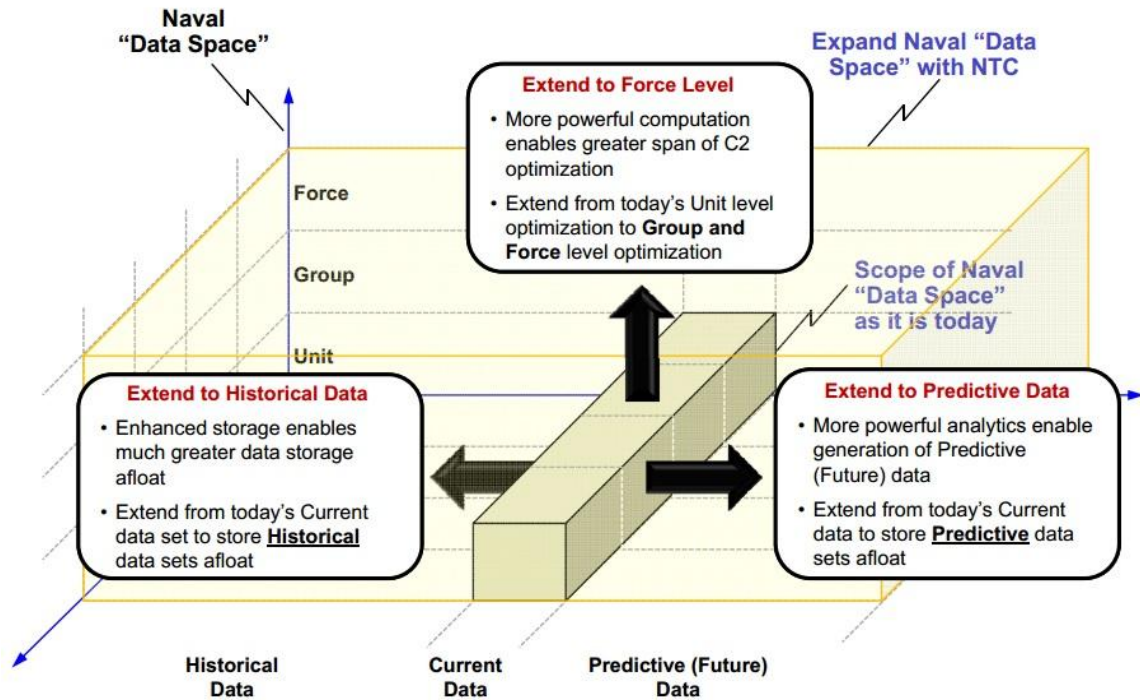 Naval
“Data Space”
Expand Naval “Data
Space” with NTC
Extend to Force Level
• More powerful computation
enables greater span of C2
optimization
• Extend from today’s Unit level
optimization to Group and
Force level optimization
Force
Group
Unit
Scope of Naval
“Data Space”
as it is today
Extend to Historical Data
• Enhanced storage enables
much greater data storage
afloat
• Extend from today’s Current
data set to store Historical
data sets afloat
Extend to Predictive Data
• More powerful analytics enable
generation of Predictive
(Future) data
• Extend from today’s Current
data to store Predictive data
sets afloat
Historical
Data
Current
Data
Predictive (Future)
Data